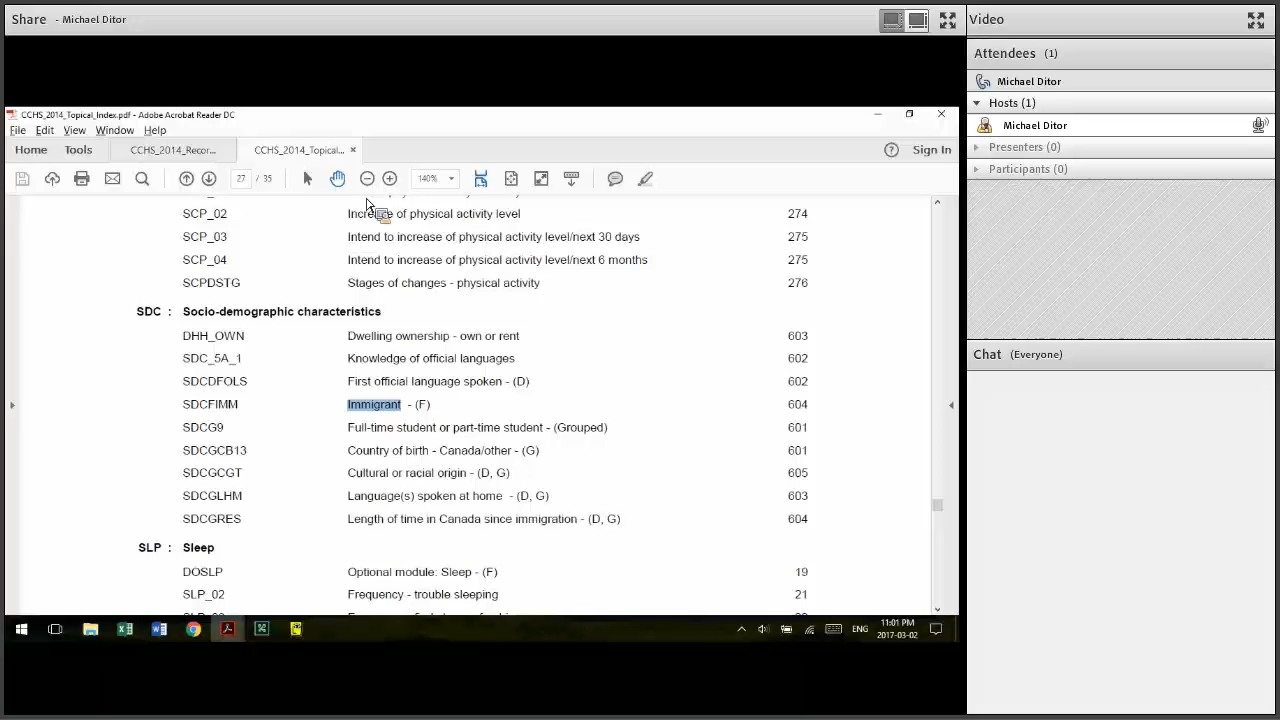 Share - Michael Ditor
Video
Attendees (1)
Michael Ditor
Hosts (1)
Michael Ditor
Presenters (0)
Participants (0)
Chat (Everyone)
CCHS_2014_Topical_Index.pdf - Adobe Acrobat Reader DC
File Edit View Window Help
Home Tools CCHS_2014_Recor... CCHS_2014_Topical... × Sign In
27 / 35 140%
SCP_02 Increase of physical activity level 274
SCP_03 Intend to increase of physical activity level/next 30 days 275
SCP_04 Intend to increase of physical activity level/next 6 months 275
SCPDSTG Stages of changes - physical activity 276
SDC : Socio-demographic characteristics
DHH_OWN Dwelling ownership - own or rent 603
SDC_5A_1 Knowledge of official languages 602
SDCDFOLS First official language spoken - (D) 602
SDCFIMM Immigrant - (F) 604
SDCG9 Full-time student or part-time student - (Grouped) 601
SDCGCB13 Country of birth - Canada/other - (G) 601
SDCGCGT Cultural or racial origin - (D, G) 605
SDCGLHM Language(s) spoken at home - (D, G) 603
SDCGRES Length of time in Canada since immigration - (D, G) 604
SLP : Sleep
DOSLP Optional module: Sleep - (F) 19
SLP_02 Frequency - trouble sleeping 21
ENG 11:01 PM
2017-03-02